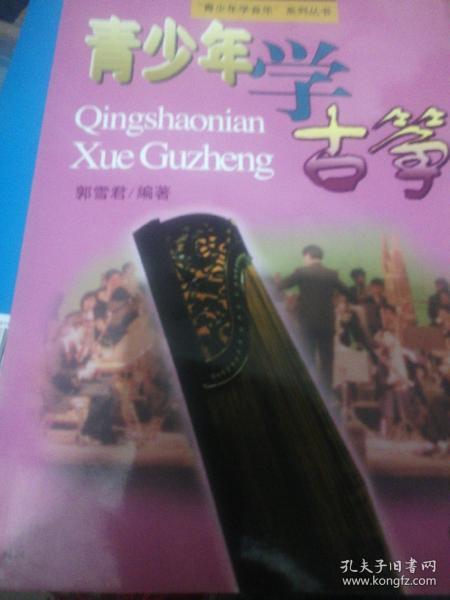 "青少年学音乐"系列丛书
青少年学
古筝
Qingshaonian
Xue Guzheng
郭雪君/编著
孔夫子旧书网
www.kongfz.com